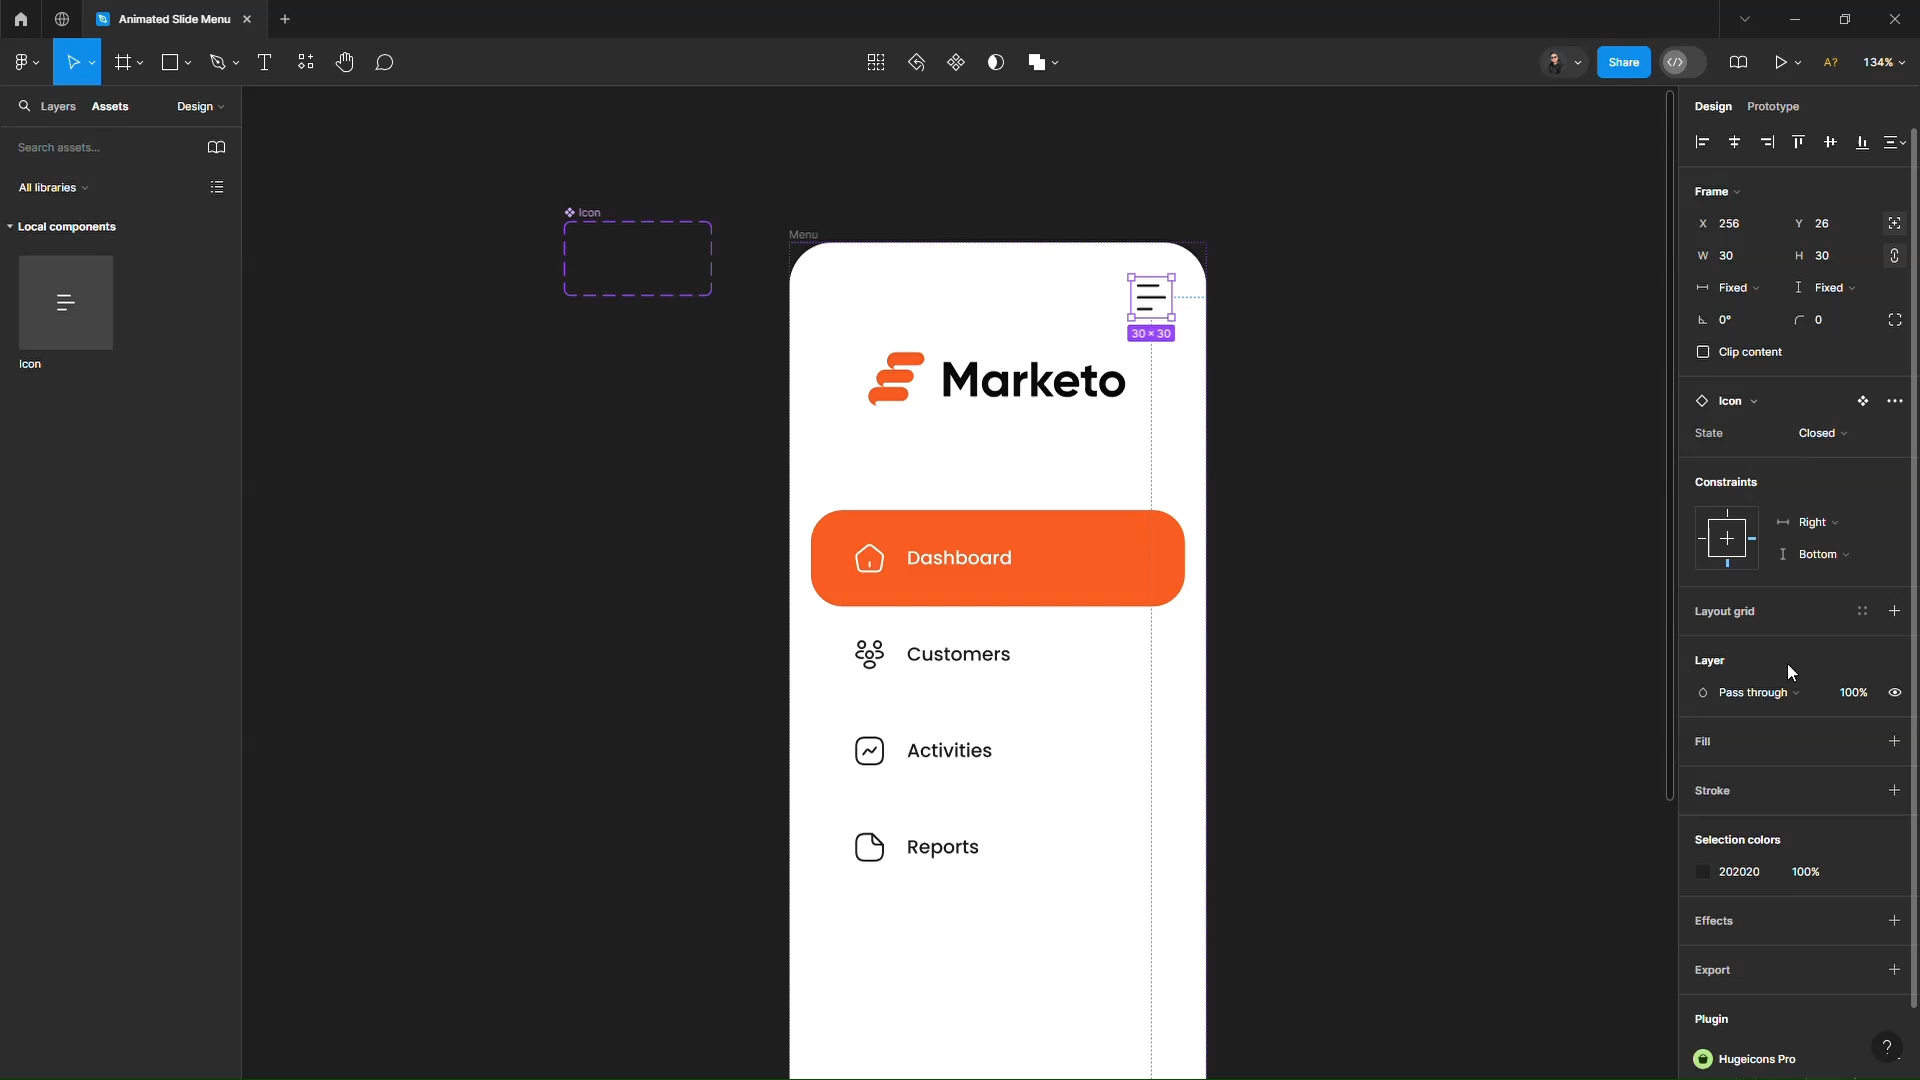 Animated Slide Menu
Share
A?
134%
Layers
Assets
Design
Search assets...
All libraries
Local components
Icon
Icon
Menu
30 × 30
Marketo
Dashboard
Customers
Activities
Reports
Design
Prototype
Frame
X 256
Y 26
W 30
H 30
Fixed
Fixed
0°
0
Clip content
Icon
State
Closed
Constraints
Right
Bottom
Layout grid
Layer
Pass through
100%
Fill
Stroke
Selection colors
202020
100%
Effects
Export
Plugin
Hugeicons Pro
?